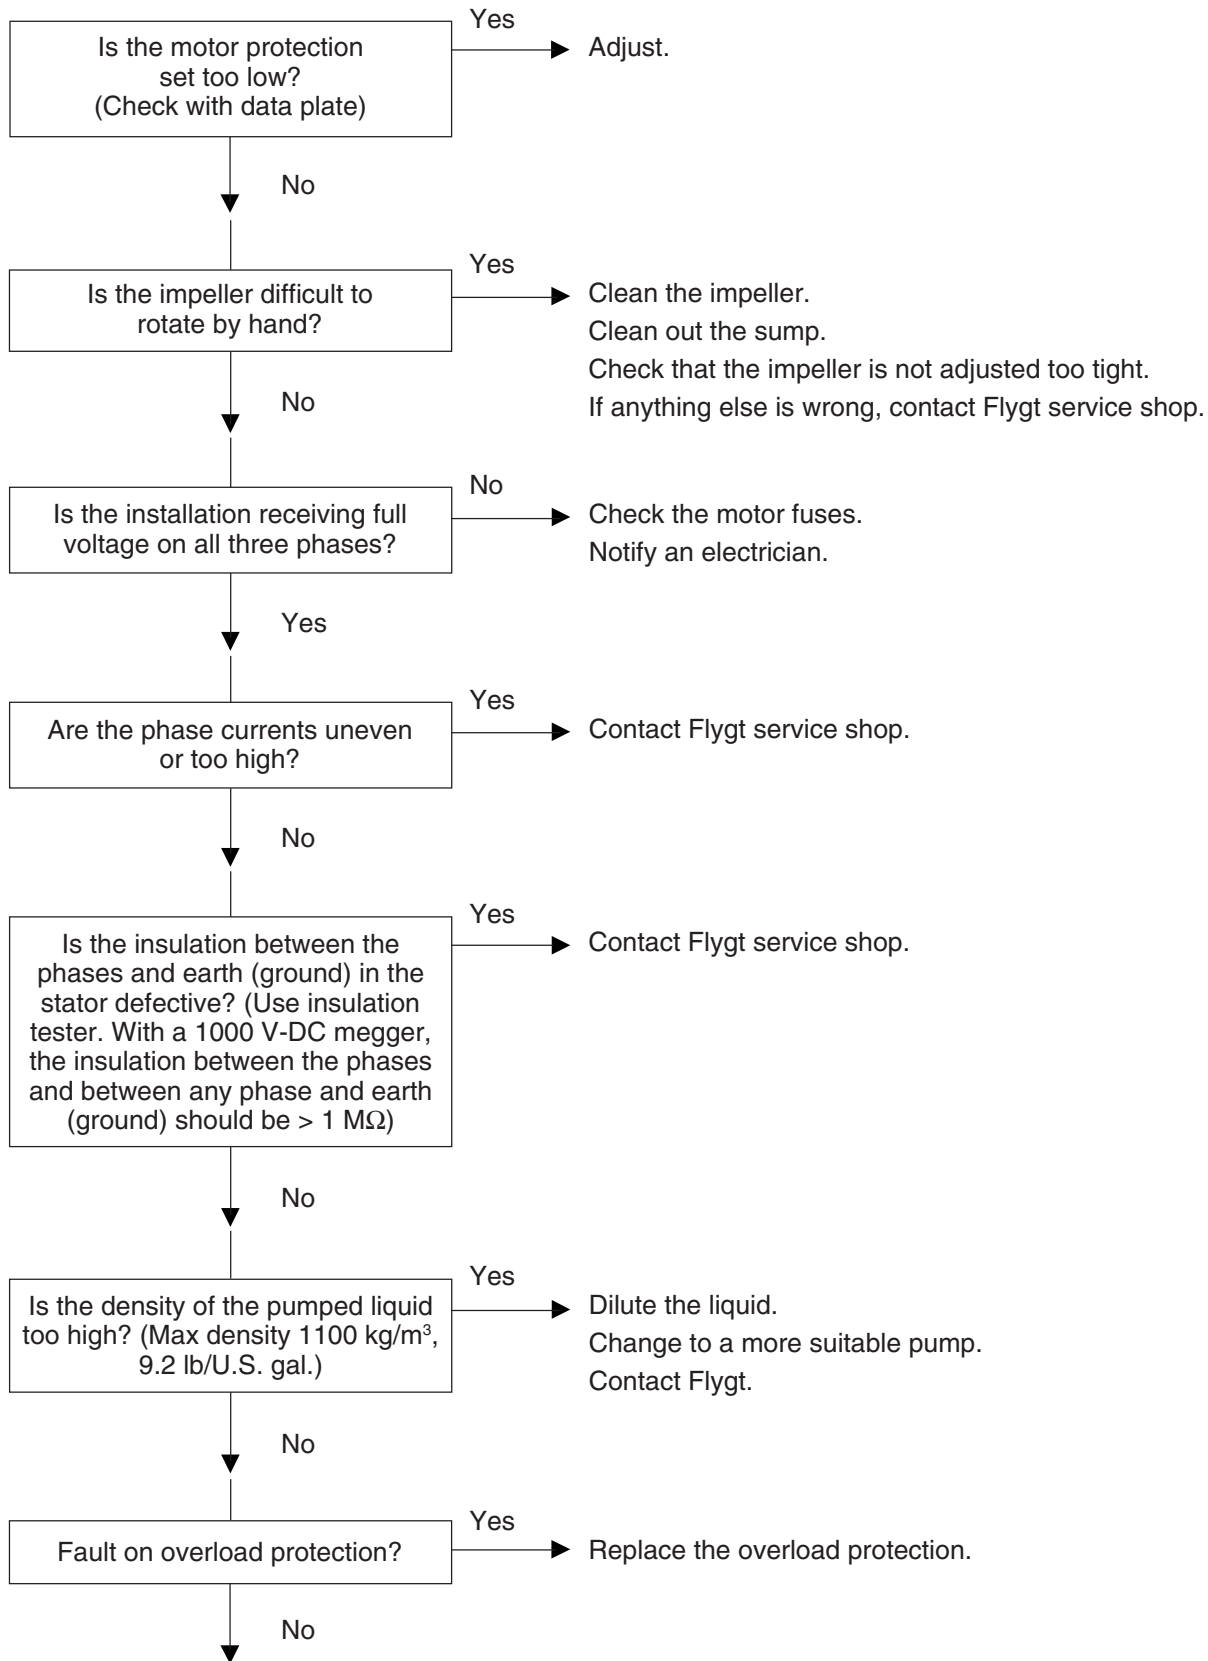 Yes
Is the motor protection
set too low?
(Check with data plate)
Adjust.
No
Yes
Is the impeller difficult to
rotate by hand?
Clean the impeller.
Clean out the sump.
Check that the impeller is not adjusted too tight.
If anything else is wrong, contact Flygt service shop.
No
No
Is the installation receiving full
voltage on all three phases?
Check the motor fuses.
Notify an electrician.
Yes
Yes
Are the phase currents uneven
or too high?
Contact Flygt service shop.
No
Yes
Is the insulation between the
phases and earth (ground) in the
stator defective? (Use insulation
tester. With a 1000 V-DC megger,
the insulation between the phases
and between any phase and earth
(ground) should be > 1 MΩ)
Contact Flygt service shop.
No
Yes
Is the density of the pumped liquid
too high? (Max density 1100 kg/m³,
9.2 lb/U.S. gal.)
Dilute the liquid.
Change to a more suitable pump.
Contact Flygt.
No
Yes
Fault on overload protection?
Replace the overload protection.
No